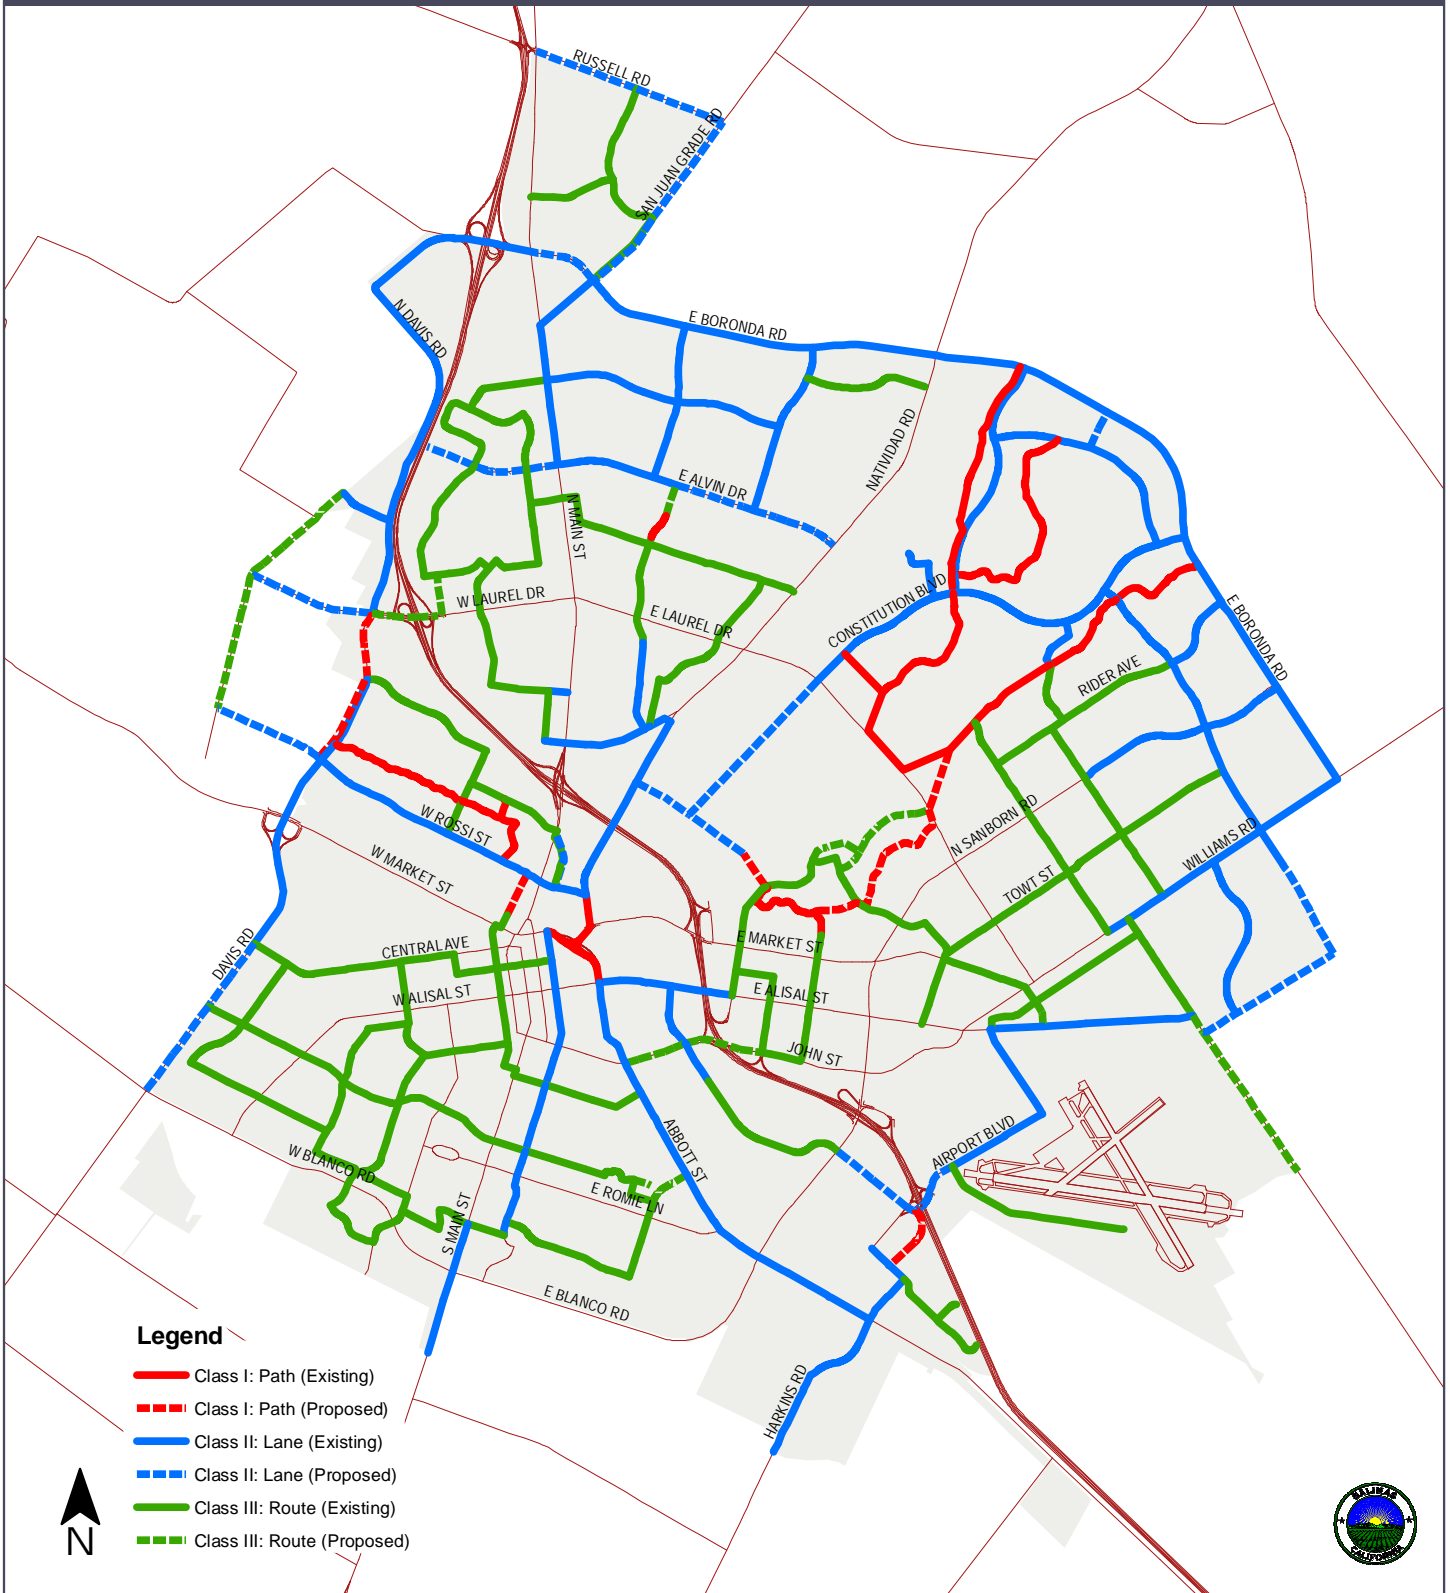 RUSSELL RD
SAN JUAN GRADE RD
N DAVIS RD
E BORONDA RD
NATIVIDAD RD
E ALVIN DR
N MAIN ST
W LAUREL DR
E LAUREL DR
CONSTITUTION BLVD
E BORONDA RD
RIDER AVE
W ROSSI ST
W MARKET ST
N SANBORN RD
WILLIAMS RD
TOWT ST
DAVIS RD
CENTRAL AVE
E MARKET ST
W ALISAL ST
E ALISAL ST
JOHN ST
ABBOTT ST
AIRPORT BLVD
W BLANCO RD
E ROMIE LN
S MAIN ST
E BLANCO RD
HARKINS RD
Legend
Class I: Path (Existing)
Class I: Path (Proposed)
Class II: Lane (Existing)
Class II: Lane (Proposed)
Class III: Route (Existing)
Class III: Route (Proposed)
N
SALINAS
CALIFORNIA